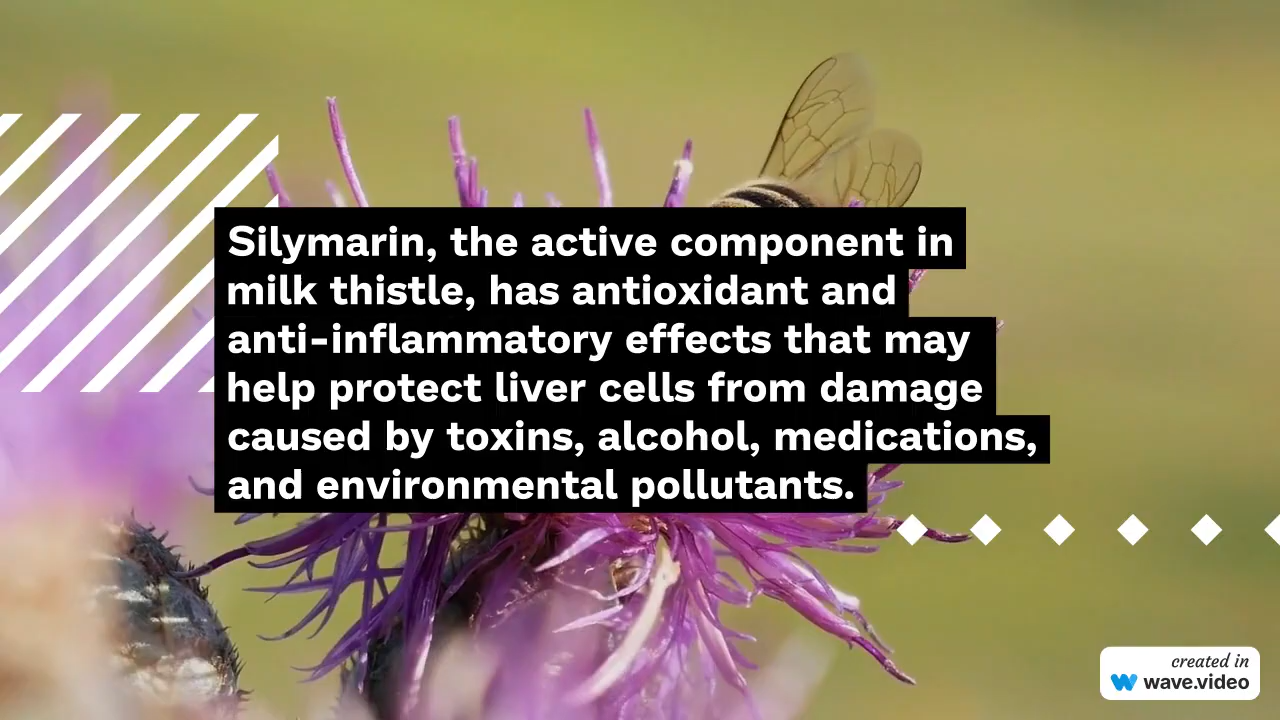 Silymarin, the active component in
milk thistle, has antioxidant and
anti-inflammatory effects that may
help protect liver cells from damage
caused by toxins, alcohol, medications,
and environmental pollutants.
created in
wave.video